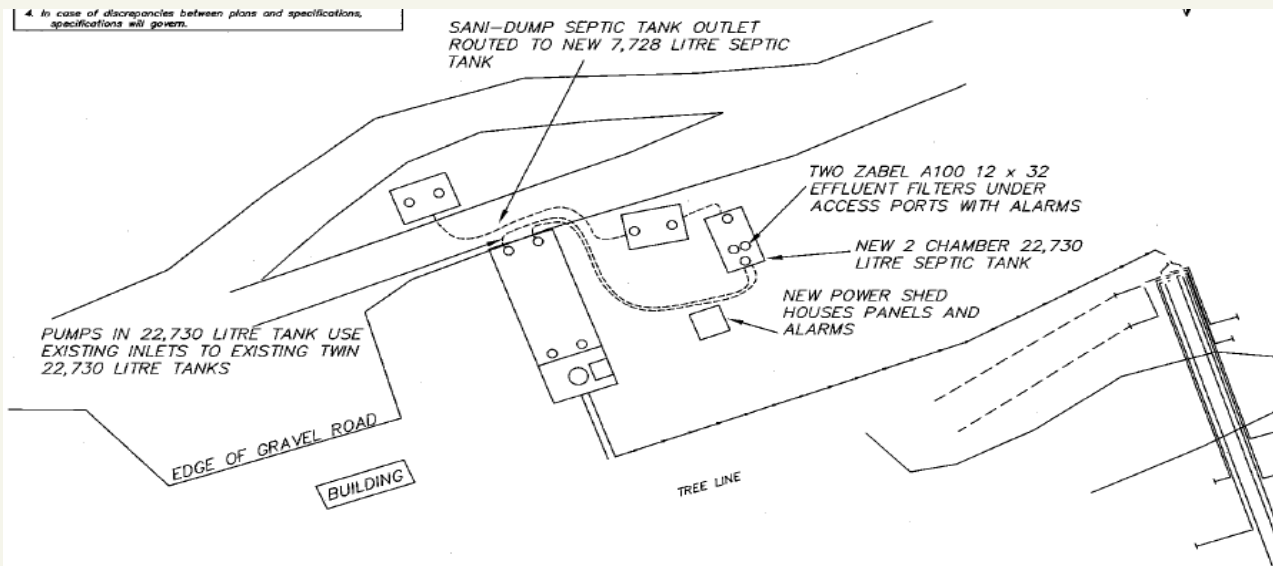 4. In case of discrepancies between plans and specifications,
specifications will govern.
SANI-DUMP SEPTIC TANK OUTLET
ROUTED TO NEW 7,728 LITRE SEPTIC
TANK
TWO ZABEL A100 12 x 32
EFFLUENT FILTERS UNDER
ACCESS PORTS WITH ALARMS
NEW 2 CHAMBER 22,730
LITRE SEPTIC TANK
NEW POWER SHED
HOUSES PANELS AND
ALARMS
PUMPS IN 22,730 LITRE TANK USE
EXISTING INLETS TO EXISTING TWIN
22,730 LITRE TANKS
EDGE OF GRAVEL ROAD
BUILDING
TREE LINE